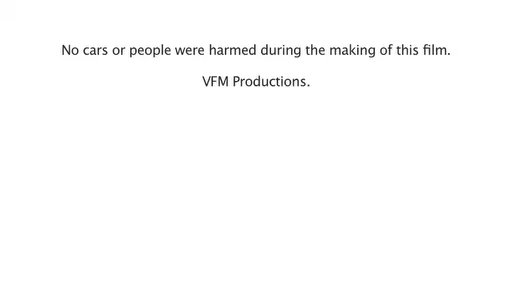 No cars or people were harmed during the making of this film.
VFM Productions.